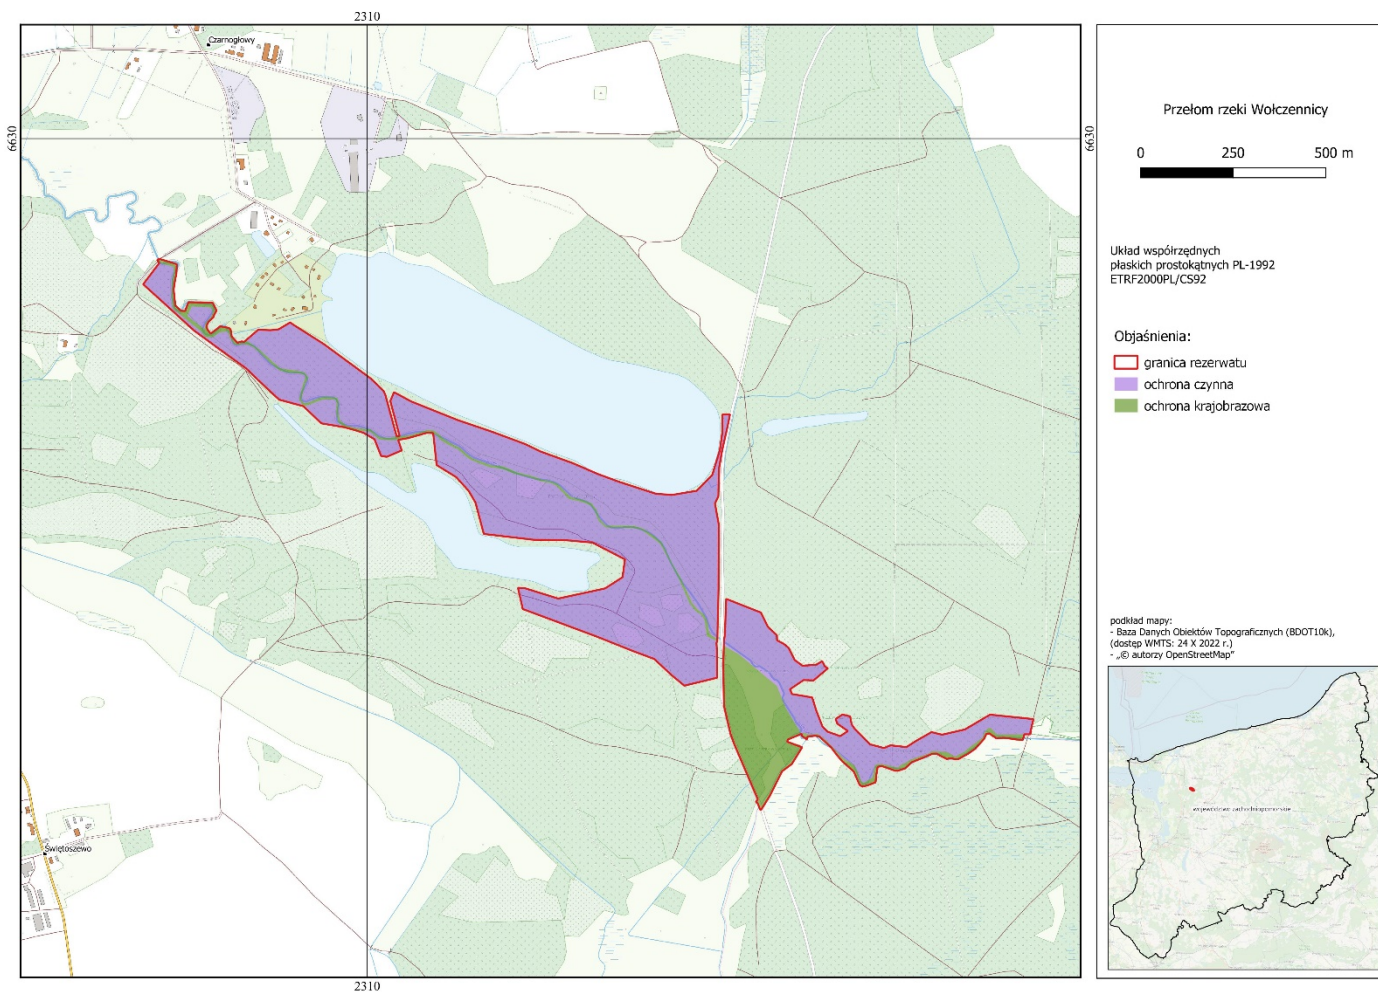 2310
Czarnogłowy
6630
6630
Świętoszewo
2310
Przełom rzeki Wołczennicy
0 250 500 m
Układ współrzędnych
płaskich prostokątnych PL-1992
ETRF2000PL/CS92
Objaśnienia:
granica rezerwatu
ochrona czynna
ochrona krajobrazowa
podkład mapy:
- Baza Danych Obiektów Topograficznych (BDOT10k),
(dostęp WMTS: 24 X 2022 r.)
- „© autorzy OpenStreetMap”
województwo zachodniopomorskie